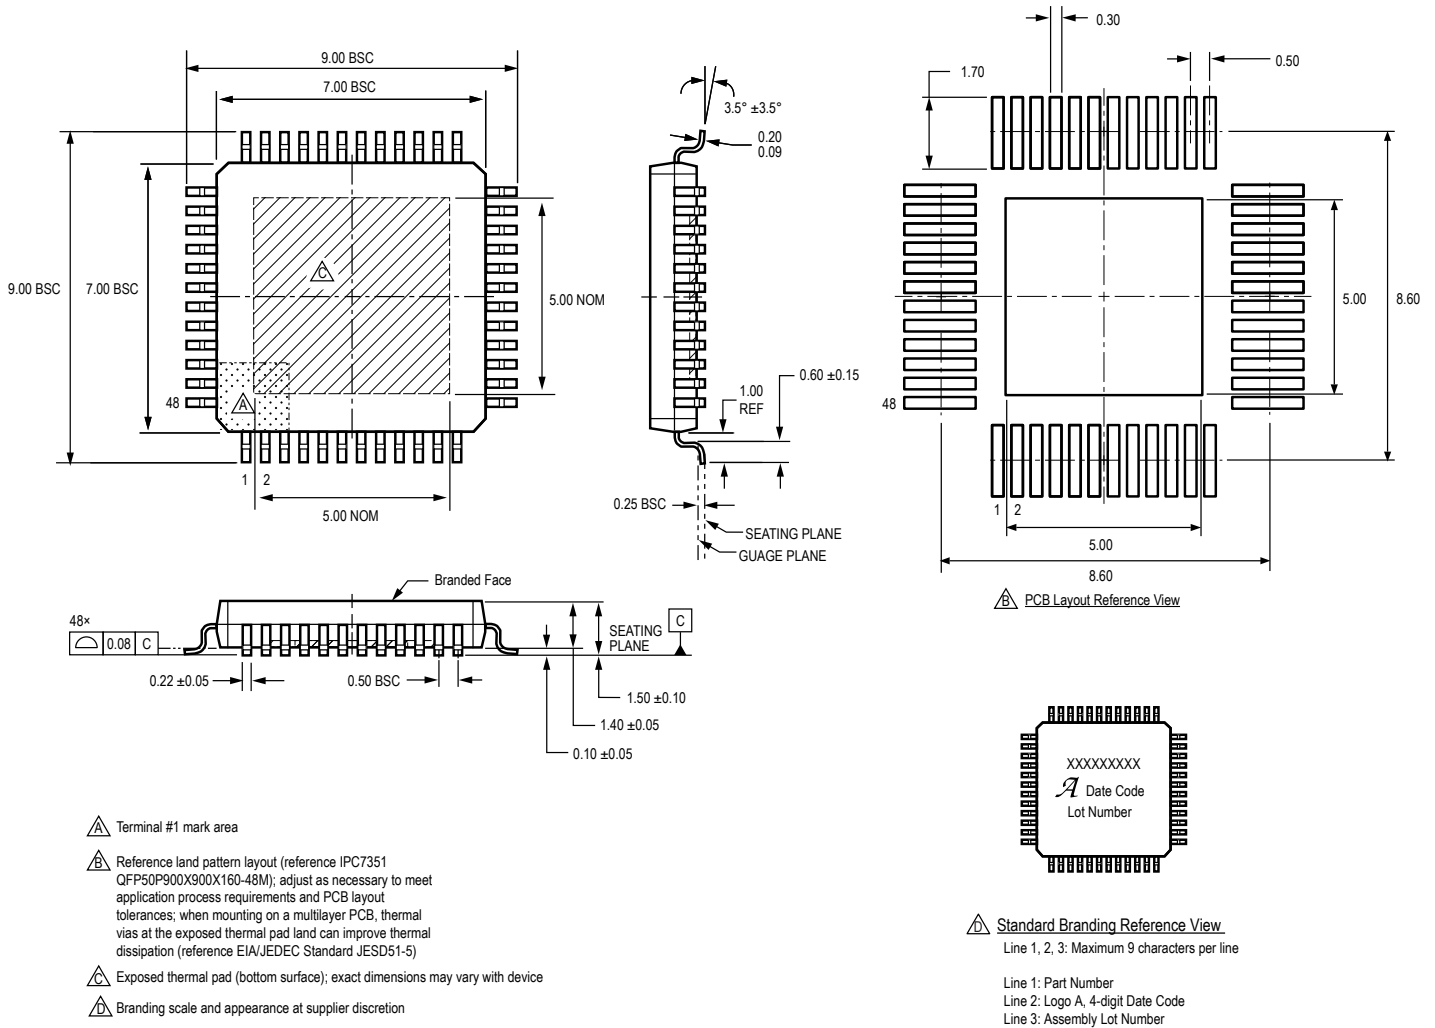 9.00 BSC
7.00 BSC
9.00 BSC
7.00 BSC
C
5.00 NOM
A
48
1 2
5.00 NOM
3.5° ±3.5°
0.20
0.09
1.00
REF
0.60 ±0.15
0.25 BSC
SEATING PLANE
GUAGE PLANE
0.30
0.50
1.70
5.00
8.60
48
1 2
5.00
8.60
B PCB Layout Reference View
Branded Face
48×
0.08 C
SEATING
PLANE
C
0.22 ±0.05
0.50 BSC
1.50 ±0.10
1.40 ±0.05
0.10 ±0.05
XXXXXXXXX
A Date Code
Lot Number
A Terminal #1 mark area
B Reference land pattern layout (reference IPC7351
QFP50P900X900X160-48M); adjust as necessary to meet
application process requirements and PCB layout
tolerances; when mounting on a multilayer PCB, thermal
vias at the exposed thermal pad land can improve thermal
dissipation (reference EIA/JEDEC Standard JESD51-5)
C Exposed thermal pad (bottom surface); exact dimensions may vary with device
D Branding scale and appearance at supplier discretion
D Standard Branding Reference View
Line 1, 2, 3: Maximum 9 characters per line
Line 1: Part Number
Line 2: Logo A, 4-digit Date Code
Line 3: Assembly Lot Number